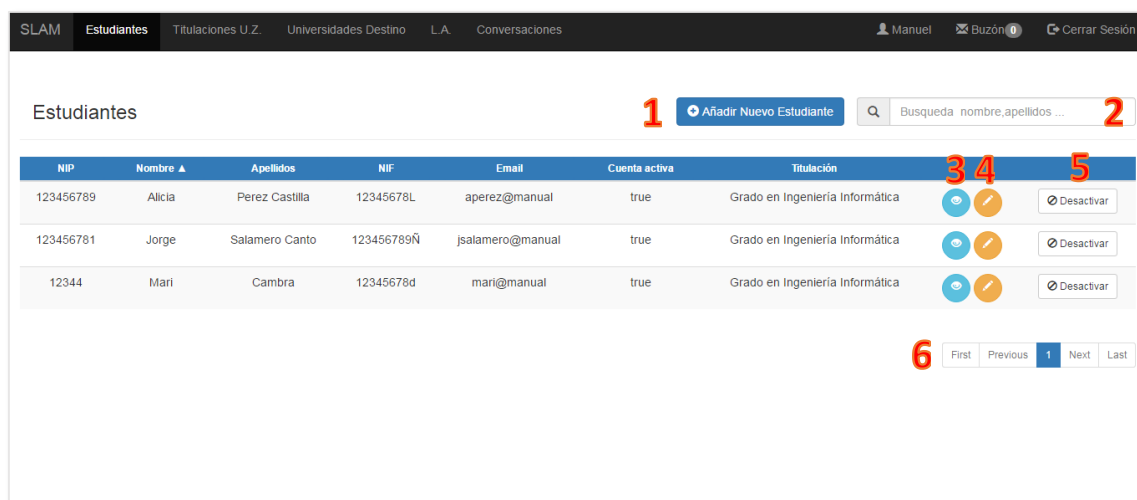 SLAM Estudiantes Titulaciones U.Z. Universidades Destino L.A. Conversaciones Manuel Buzón 0 Cerrar Sesión
Estudiantes 1 Añadir Nuevo Estudiante Busqueda nombre,apellidos ... 2
NIP Nombre ▲ Apellidos NIF Email Cuenta activa Titulación 3 4 5
123456789 Alicia Perez Castilla 12345678L aperez@manual true Grado en Ingeniería Informática Desactivar
123456781 Jorge Salamero Canto 123456789Ñ jsalamero@manual true Grado en Ingeniería Informática Desactivar
12344 Mari Cambra 12345678d mari@manual true Grado en Ingeniería Informática Desactivar
6 First Previous 1 Next Last